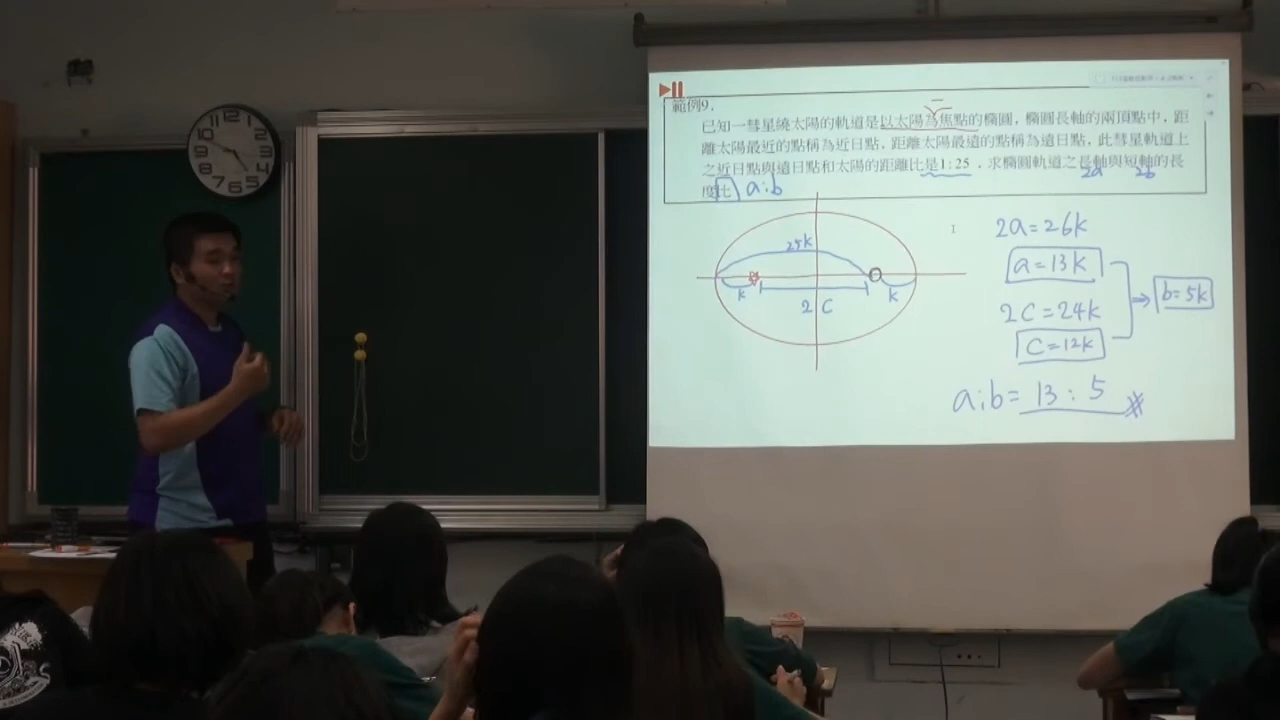 範例9.
已知一彗星繞太陽的軌道是以太陽為焦點的橢圓，橢圓長軸的兩頂點中，距
離太陽最近的點稱為近日點，距離太陽最遠的點稱為遠日點，此彗星軌道上
之近日點與遠日點和太陽的距離比是1:25．求橢圓軌道之長軸與短軸的長
度比
2a 2b
a:b
25k
k
k
2C
2a=26k
a=13k
2C=24k
C=12k
b=5k
a:b=13:5